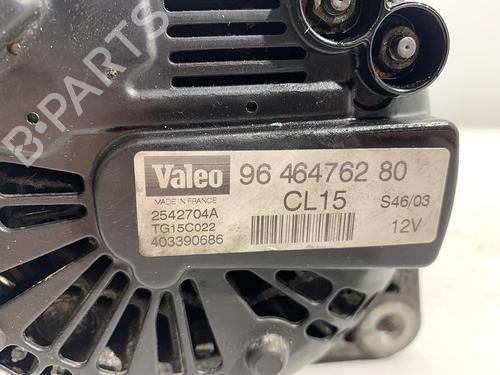 B-PARTS
Valeo
MADE IN FRANCE
2542704A
TG15C022
403390686
96 464762 80
CL15
S46/03
12V